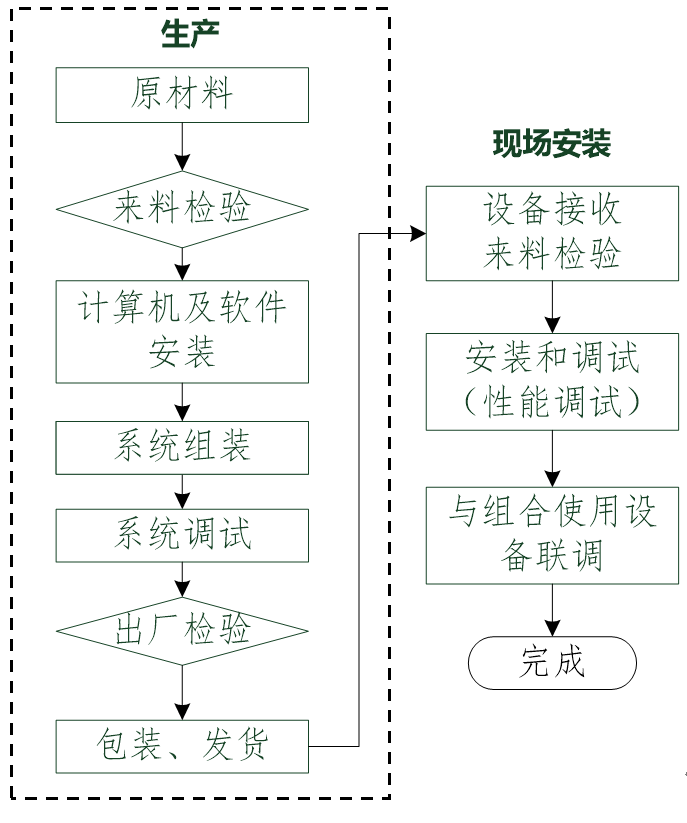 生产
原材料
来料检验
计算机及软件
安装
系统组装
系统调试
出厂检验
包装、发货
现场安装
设备接收
来料检验
安装和调试
（性能调试）
与组合使用设
备联调
完成